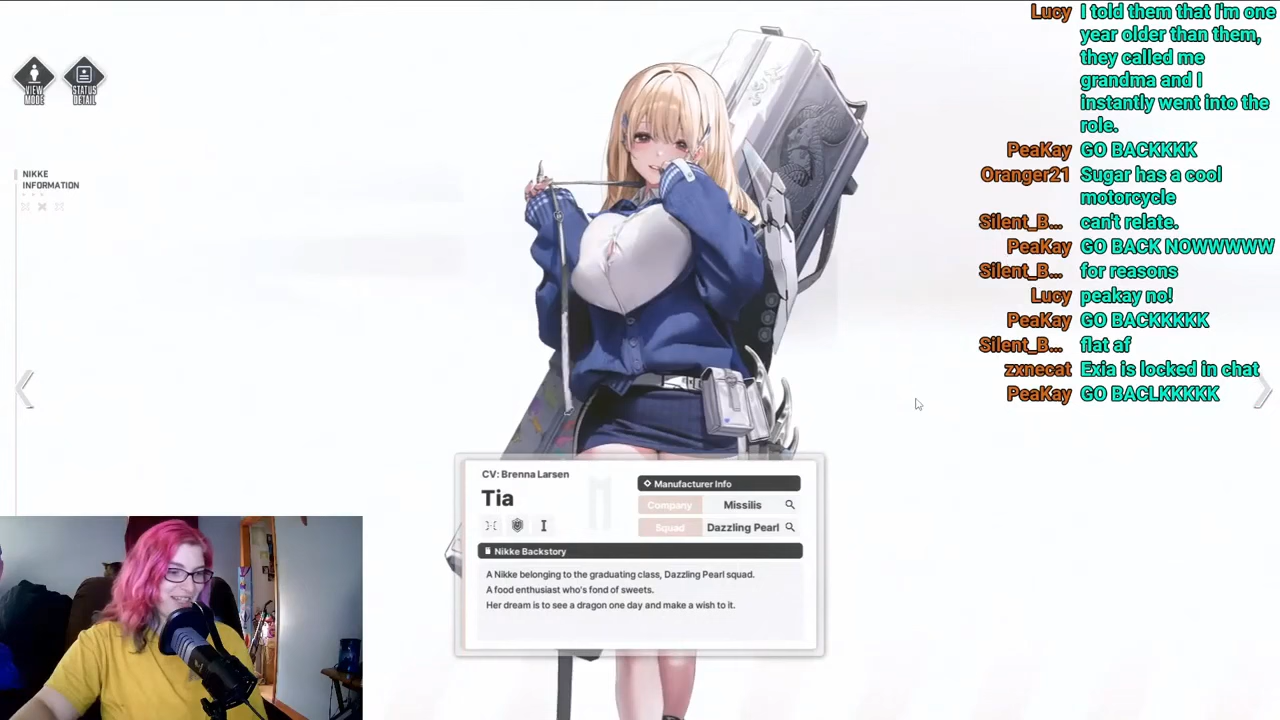 VIEW
MODE
STATUS
DETAIL
NIKKE
INFORMATION
CV: Brenna Larsen
Tia
Manufacturer Info
Company Missilis
Squad Dazzling Pearl
Nikke Backstory
A Nikke belonging to the graduating class, Dazzling Pearl squad.
A food enthusiast who's fond of sweets.
Her dream is to see a dragon one day and make a wish to it.
Lucy I told them that I'm one
year older than them,
they called me
grandma and I
instantly went into the
role.
PeaKay GO BACKKKK
Oranger21 Sugar has a cool
motorcycle
Silent_B... can't relate.
PeaKay GO BACK NOWWWW
Silent_B... for reasons
Lucy peakay no!
PeaKay GO BACKKKKK
Silent_B... flat af
zxnecat Exia is locked in chat
PeaKay GO BACLKKKKK